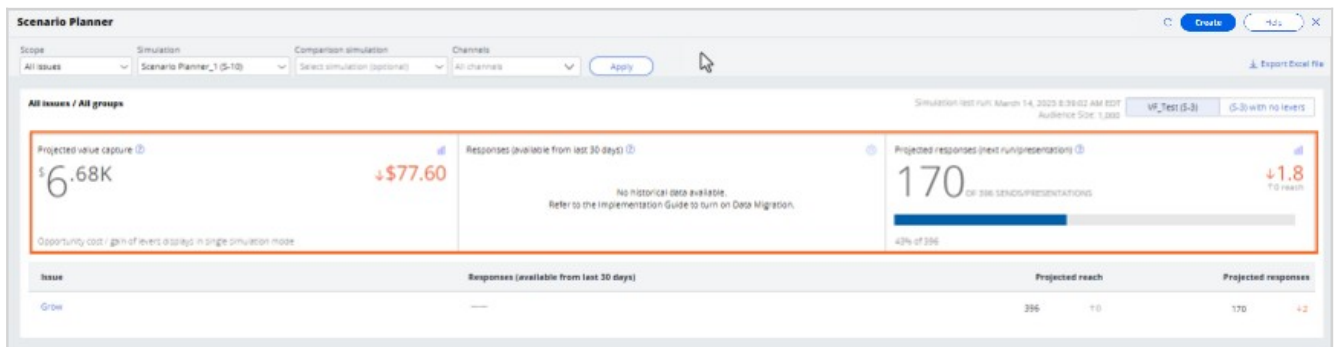 Scenario Planner
Create
Scope
Simulation
Comparison simulation
Channels
All issues
Scenario Planner_1 (S-10)
Select simulation (optional)
All channels
Apply
Export Excel file
All issues / All groups
Simulation last run: March 14, 2025 8:39:02 AM EDT
Audience Size: 1,000
VF_Test (S-3)
(S-3) with no levers
Projected value capture
$6.68K
↓$77.60
Opportunity cost / gain of levers displays in single simulation mode
Responses (available from last 30 days)
No historical data available.
Refer to the Implementation Guide to turn on Data Migration.
Projected responses (next run/presentation)
170 OF 396 SENDS/PRESENTATIONS
↓1.8
↑0 reach
43% of 396
Issue
Responses (available from last 30 days)
Projected reach
Projected responses
Grow
-----
396
↑0
170
↓2